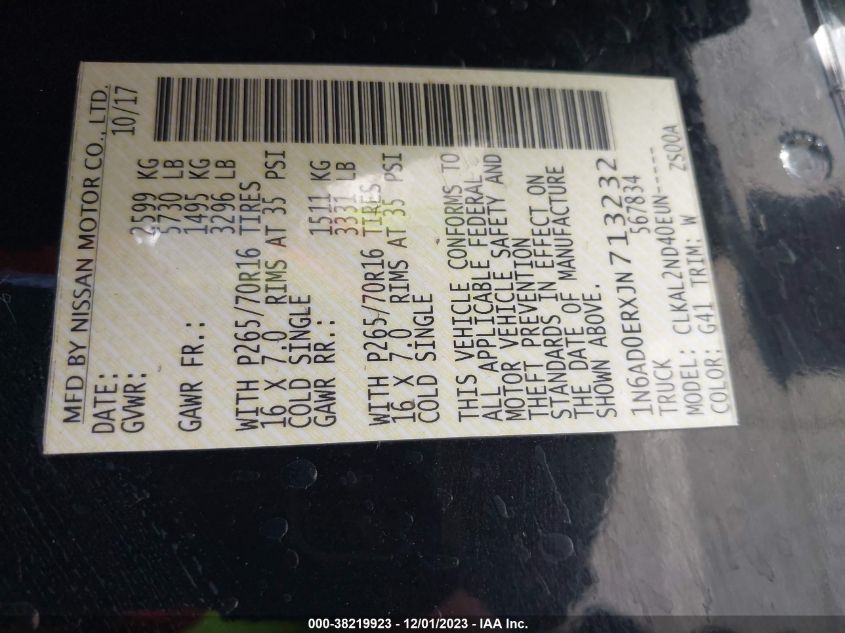 MFD BY NISSAN MOTOR CO., LTD.
DATE: 10/17
GVWR: 2599 KG
5730 LB
GAWR FR.: 1495 KG
3296 LB
WITH P265/70R16 TIRES
16 X 7.0 RIMS AT 35 PSI
COLD SINGLE
GAWR RR.: 1511 KG
3331 LB
WITH P265/70R16 TIRES
16 X 7.0 RIMS AT 35 PSI
COLD SINGLE
THIS VEHICLE CONFORMS TO
ALL APPLICABLE FEDERAL
MOTOR VEHICLE SAFETY AND
THEFT PREVENTION
STANDARDS IN EFFECT ON
THE DATE OF MANUFACTURE
SHOWN ABOVE.
1N6AD0ERXJN713232
TRUCK 567834
MODEL: CLKAL2ND40EUN-----
COLOR: G41 TRIM: W ZS00A
000-38219923 - 12/01/2023 - IAA Inc.